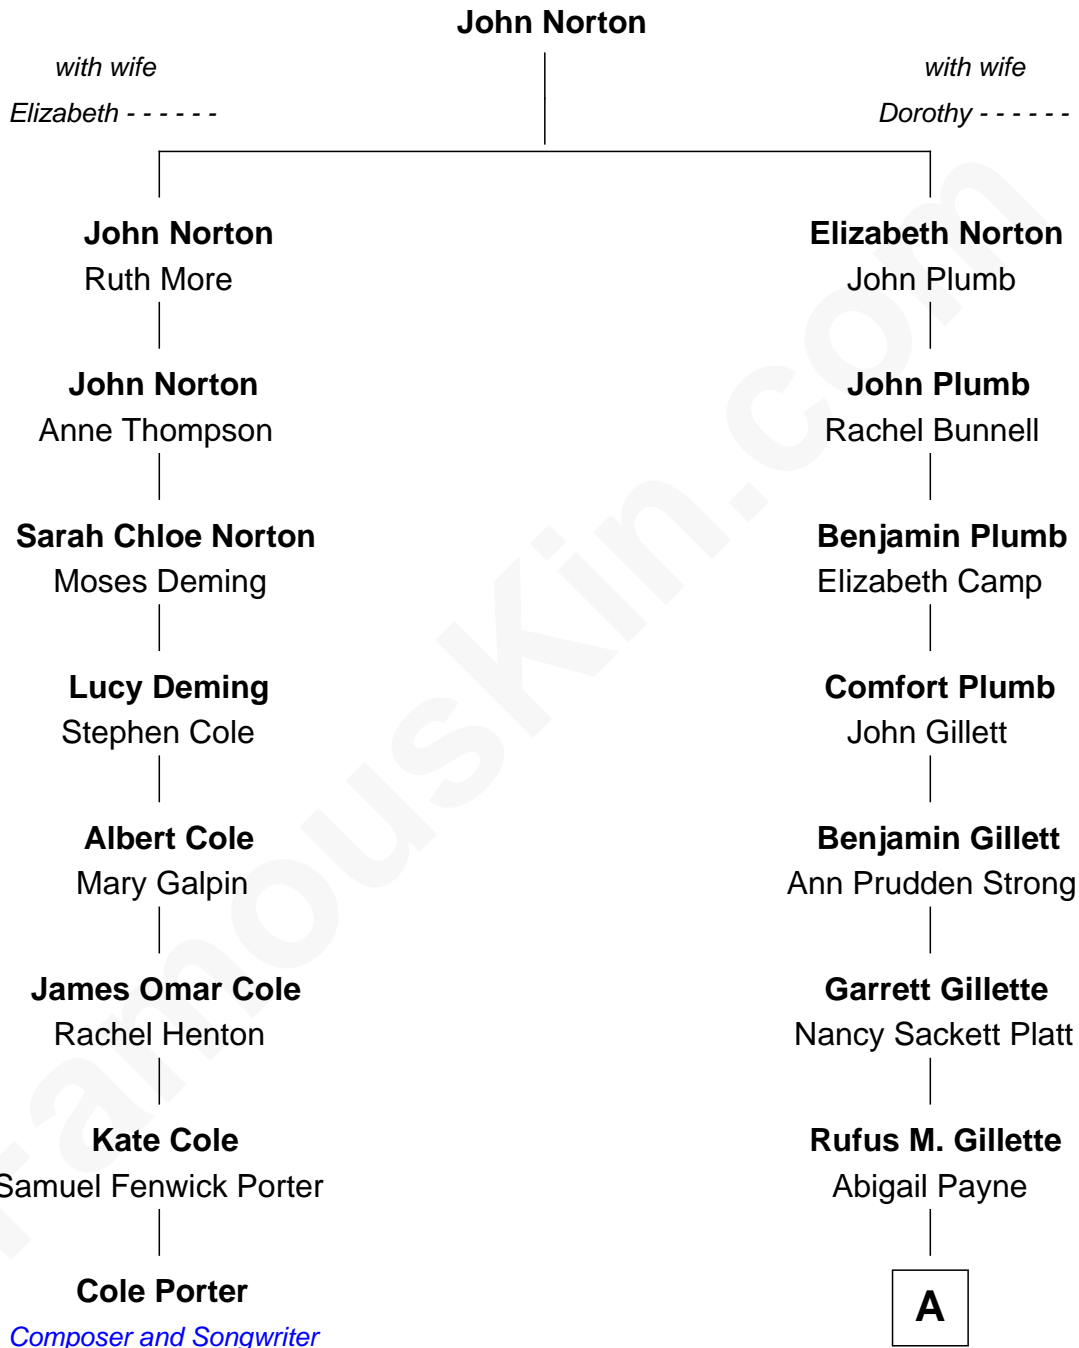 John Norton
with wife
with wife
Elizabeth - - - - - -
Dorothy - - - - - -
John Norton
Elizabeth Norton
Ruth More
John Plumb
John Norton
John Plumb
Anne Thompson
Rachel Bunnell
Sarah Chloe Norton
Benjamin Plumb
Moses Deming
Elizabeth Camp
Lucy Deming
Comfort Plumb
Stephen Cole
John Gillett
Albert Cole
Benjamin Gillett
Mary Galpin
Ann Prudden Strong
James Omar Cole
Garrett Gillette
Rachel Henton
Nancy Sackett Platt
Kate Cole
Rufus M. Gillette
Samuel Fenwick Porter
Abigail Payne
Cole Porter
A
Composer and Songwriter
FamousKin.com